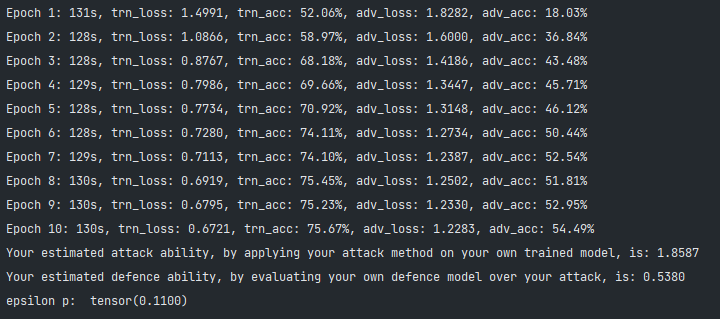 Epoch 1: 131s, trn_loss: 1.4991, trn_acc: 52.06%, adv_loss: 1.8282, adv_acc: 18.03%
Epoch 2: 128s, trn_loss: 1.0866, trn_acc: 58.97%, adv_loss: 1.6000, adv_acc: 36.84%
Epoch 3: 128s, trn_loss: 0.8767, trn_acc: 68.18%, adv_loss: 1.4186, adv_acc: 43.48%
Epoch 4: 129s, trn_loss: 0.7986, trn_acc: 69.66%, adv_loss: 1.3447, adv_acc: 45.71%
Epoch 5: 128s, trn_loss: 0.7734, trn_acc: 70.92%, adv_loss: 1.3148, adv_acc: 46.12%
Epoch 6: 128s, trn_loss: 0.7280, trn_acc: 74.11%, adv_loss: 1.2734, adv_acc: 50.44%
Epoch 7: 129s, trn_loss: 0.7113, trn_acc: 74.10%, adv_loss: 1.2387, adv_acc: 52.54%
Epoch 8: 130s, trn_loss: 0.6919, trn_acc: 75.45%, adv_loss: 1.2502, adv_acc: 51.81%
Epoch 9: 130s, trn_loss: 0.6795, trn_acc: 75.23%, adv_loss: 1.2330, adv_acc: 52.95%
Epoch 10: 130s, trn_loss: 0.6721, trn_acc: 75.67%, adv_loss: 1.2283, adv_acc: 54.49%
Your estimated attack ability, by applying your attack method on your own trained model, is: 1.8587
Your estimated defence ability, by evaluating your own defence model over your attack, is: 0.5380
epsilon p:  tensor(0.1100)